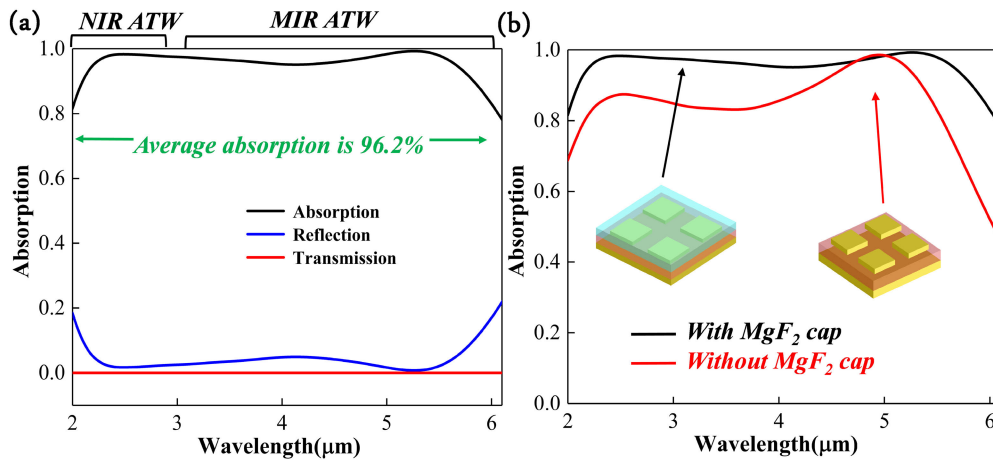 (a)
NIR ATW
MIR ATW
1.0
0.8
0.6
0.4
0.2
0.0
Absorption
Average absorption is 96.2%
Absorption
Reflection
Transmission
2
3
4
5
6
Wavelength(μm)
(b)
1.0
0.8
0.6
0.4
0.2
0.0
Absorption
With MgF₂ cap
Without MgF₂ cap
2
3
4
5
6
Wavelength(μm)